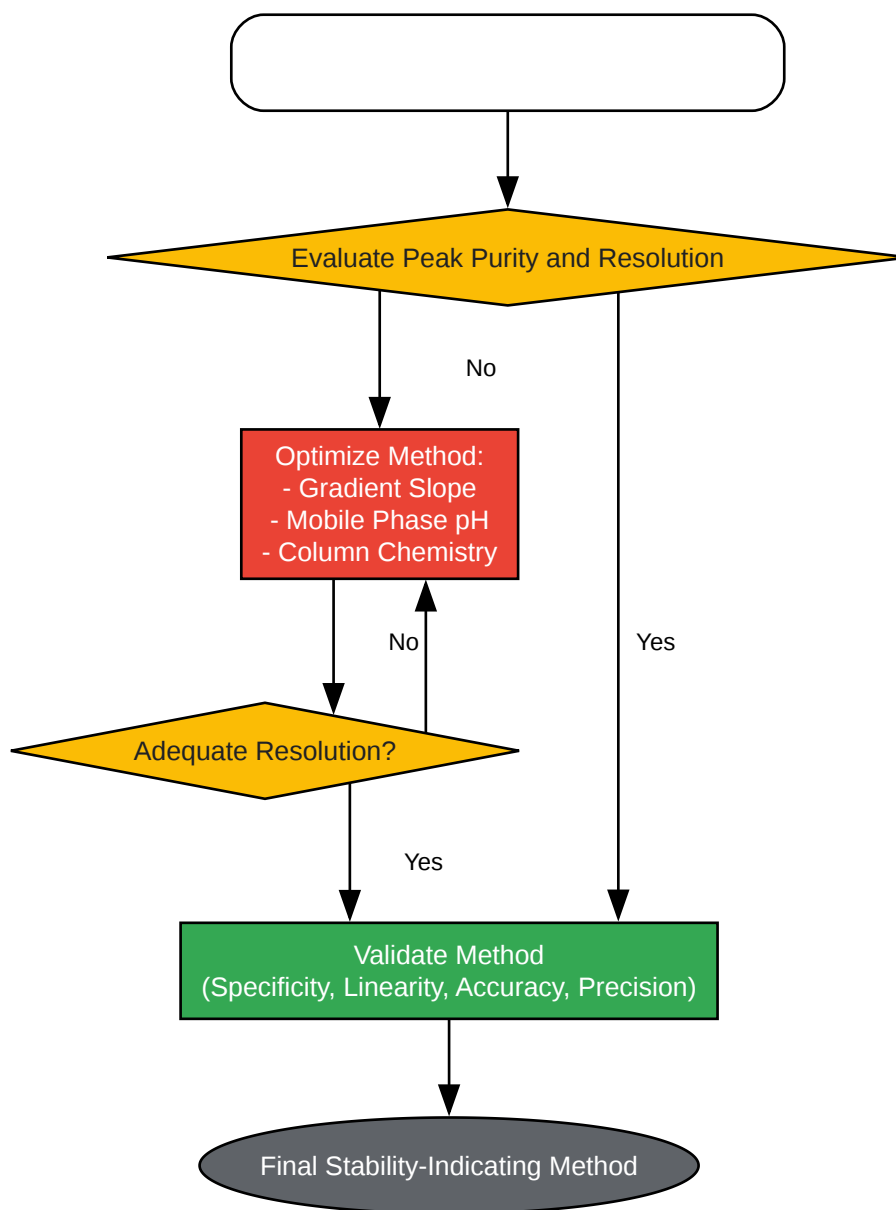 Evaluate Peak Purity and Resolution
No
Optimize Method:
- Gradient Slope
- Mobile Phase pH
- Column Chemistry
No
Yes
Adequate Resolution?
Yes
Validate Method
(Specificity, Linearity, Accuracy, Precision)
Final Stability-Indicating Method